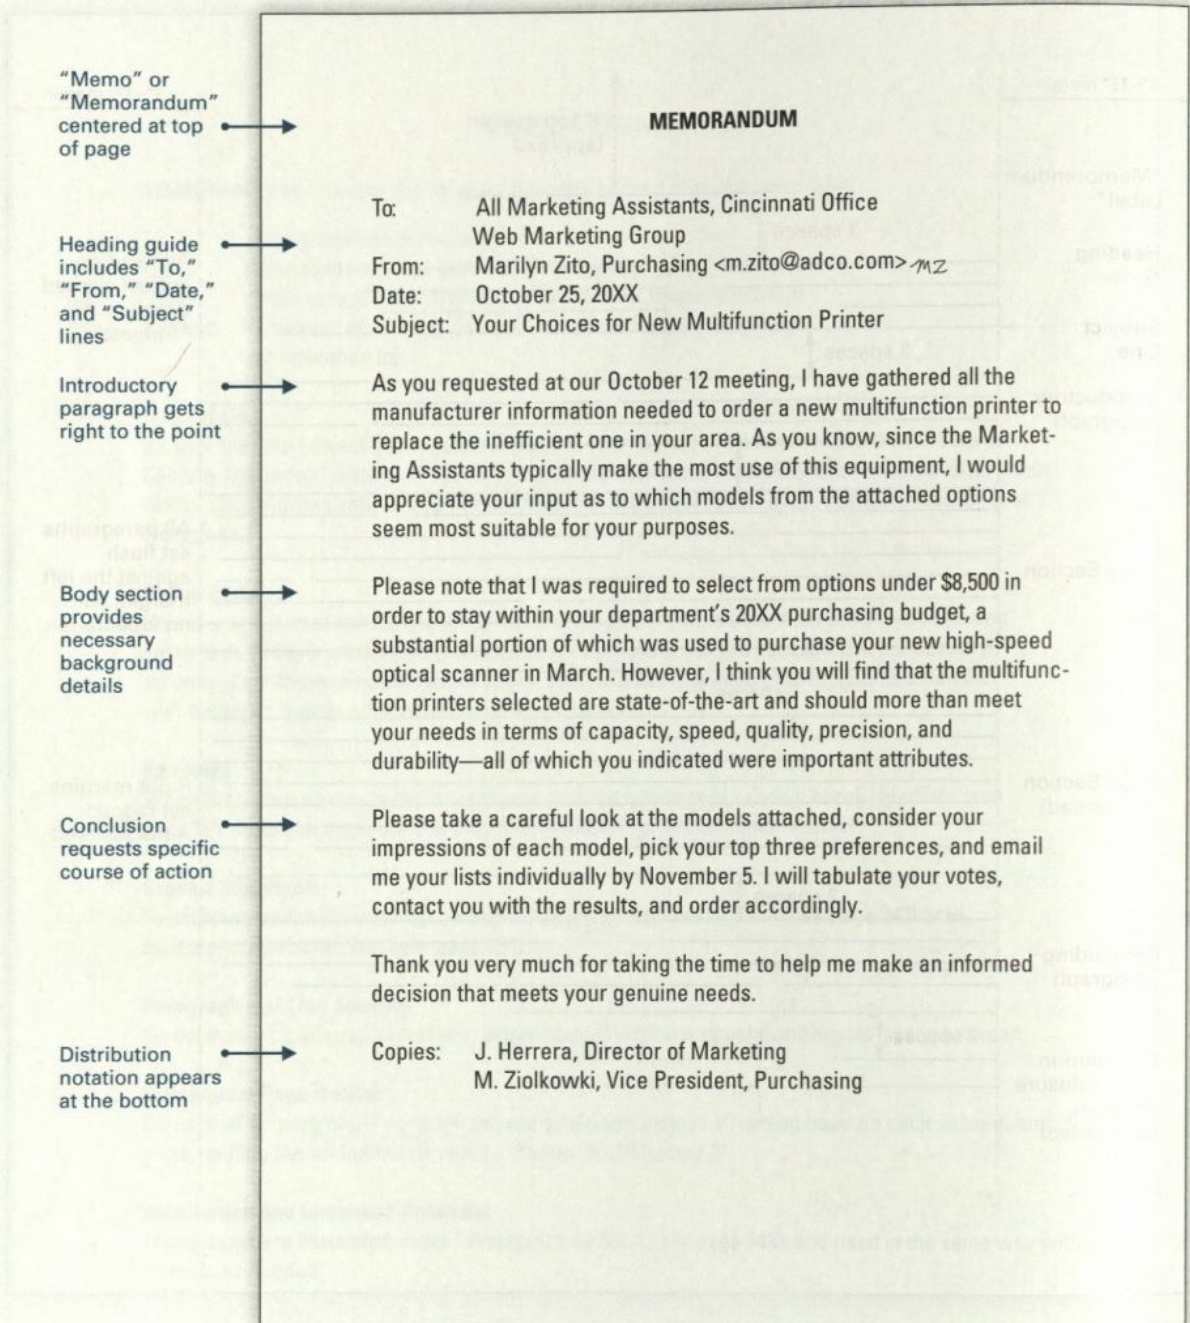 "Memo" or
"Memorandum"
centered at top
of page
MEMORANDUM
To: All Marketing Assistants, Cincinnati Office
Web Marketing Group
From: Marilyn Zito, Purchasing <m.zito@adco.com> MZ
Date: October 25, 20XX
Subject: Your Choices for New Multifunction Printer
Heading guide
includes "To,"
"From," "Date,"
and "Subject"
lines
Introductory
paragraph gets
right to the point
As you requested at our October 12 meeting, I have gathered all the
manufacturer information needed to order a new multifunction printer to
replace the inefficient one in your area. As you know, since the Market-
ing Assistants typically make the most use of this equipment, I would
appreciate your input as to which models from the attached options
seem most suitable for your purposes.
Body section
provides
necessary
background
details
Please note that I was required to select from options under $8,500 in
order to stay within your department's 20XX purchasing budget, a
substantial portion of which was used to purchase your new high-speed
optical scanner in March. However, I think you will find that the multifunc-
tion printers selected are state-of-the-art and should more than meet
your needs in terms of capacity, speed, quality, precision, and
durability—all of which you indicated were important attributes.
Conclusion
requests specific
course of action
Please take a careful look at the models attached, consider your
impressions of each model, pick your top three preferences, and email
me your lists individually by November 5. I will tabulate your votes,
contact you with the results, and order accordingly.
Thank you very much for taking the time to help me make an informed
decision that meets your genuine needs.
Distribution
notation appears
at the bottom
Copies: J. Herrera, Director of Marketing
M. Ziolkowki, Vice President, Purchasing